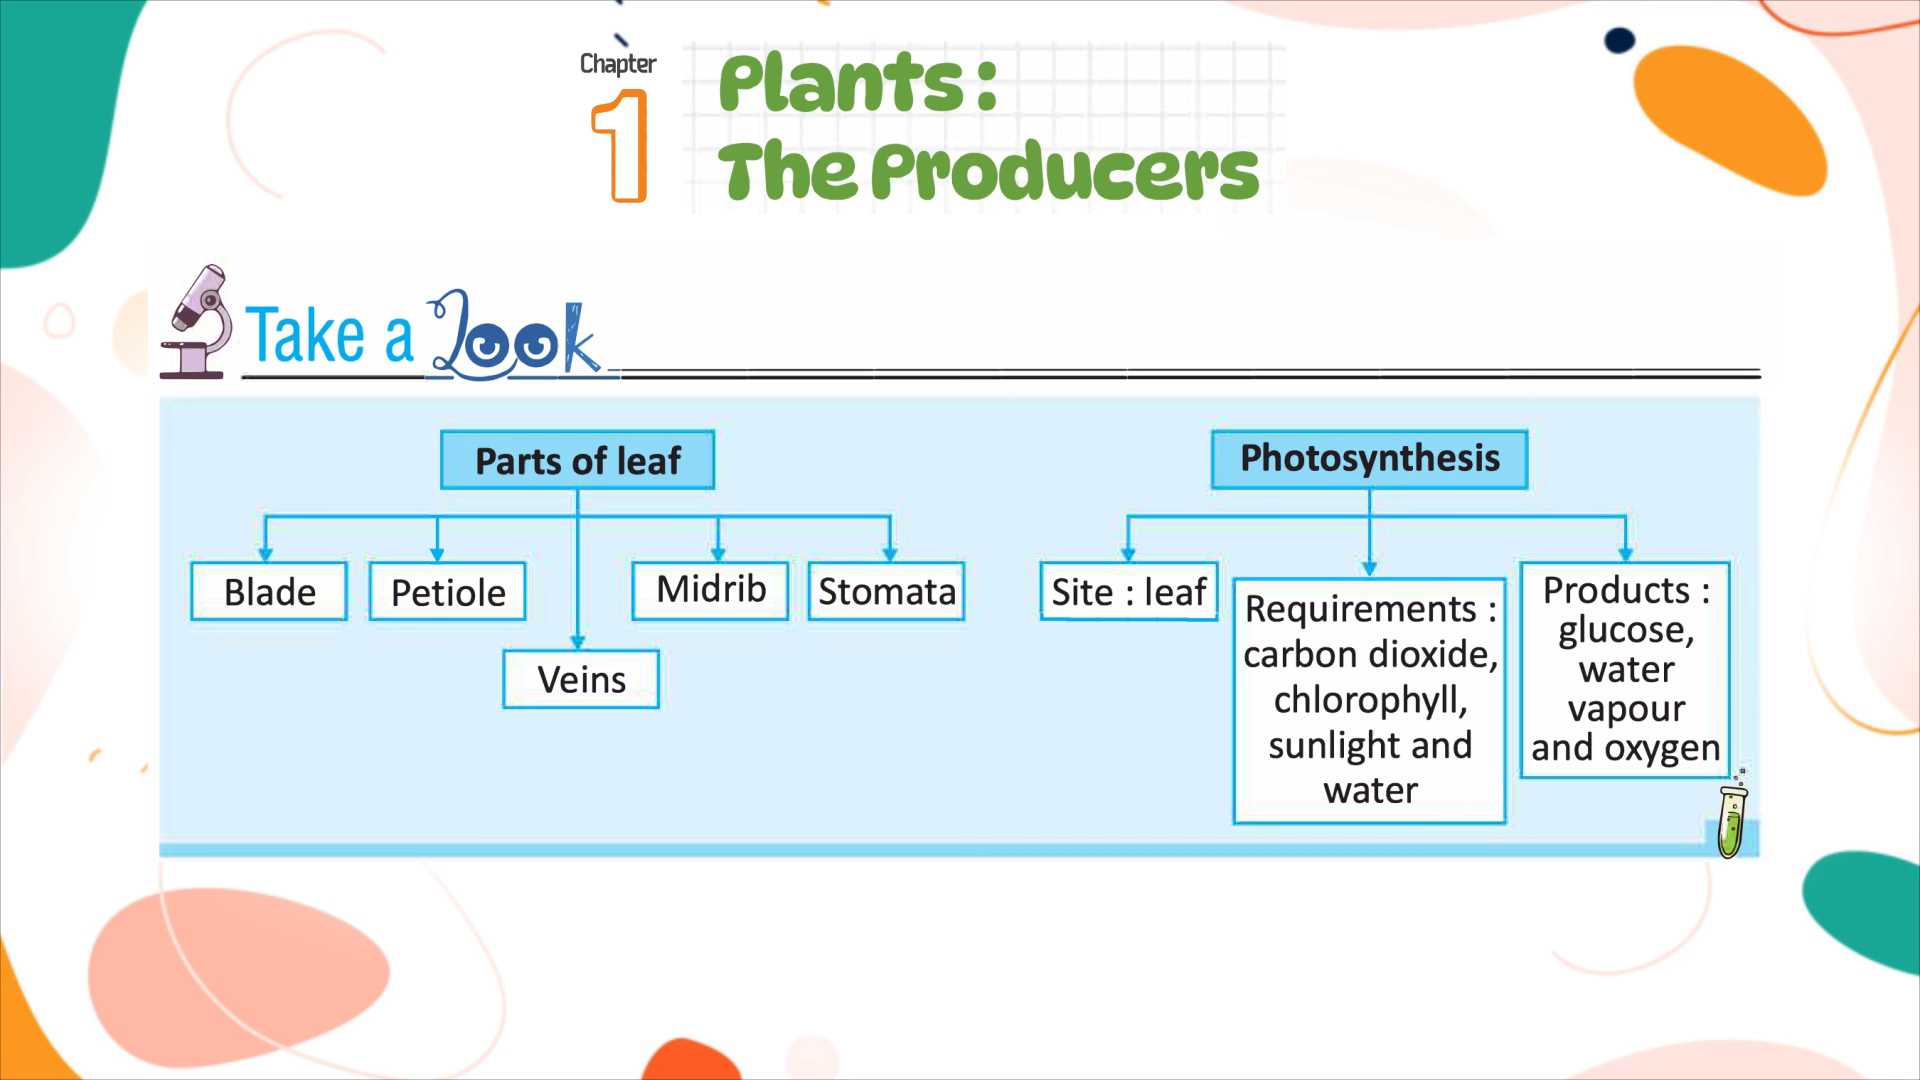 Chapter
1
Plants :
The Producers
Take a Look
Parts of leaf
Blade
Petiole
Veins
Midrib
Stomata
Photosynthesis
Site : leaf
Requirements :
carbon dioxide,
chlorophyll,
sunlight and
water
Products :
glucose,
water
vapour
and oxygen